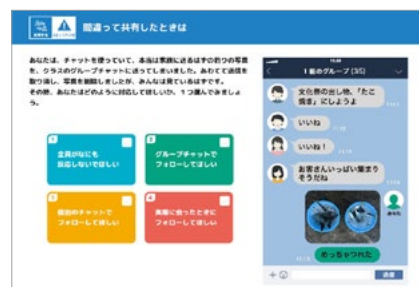 間違って共有したときは
あなたは、チャットを使っていて、本当は家族に送るはずの釣りの写真
を、クラスのグループチャットに送ってしまいました。あわてて送信を
取り消し、写真を削除しましたが、みんなは見ているはずです。
その時、あなたはどのように対応してほしいか、1つ選んでみましょ
う。
1
全員がなにも
反応しないでほしい
2
グループチャットで
フォローしてほしい
3
個別のチャットで
フォローしてほしい
4
実際に会ったときに
フォローしてほしい
1組のグループ [35]
文化祭の出し物、「たこ
焼き」にしようよ
いいね
いいね!
お客さんいっぱい集まり
そうだね
あなた
めっちゃつれた
送信